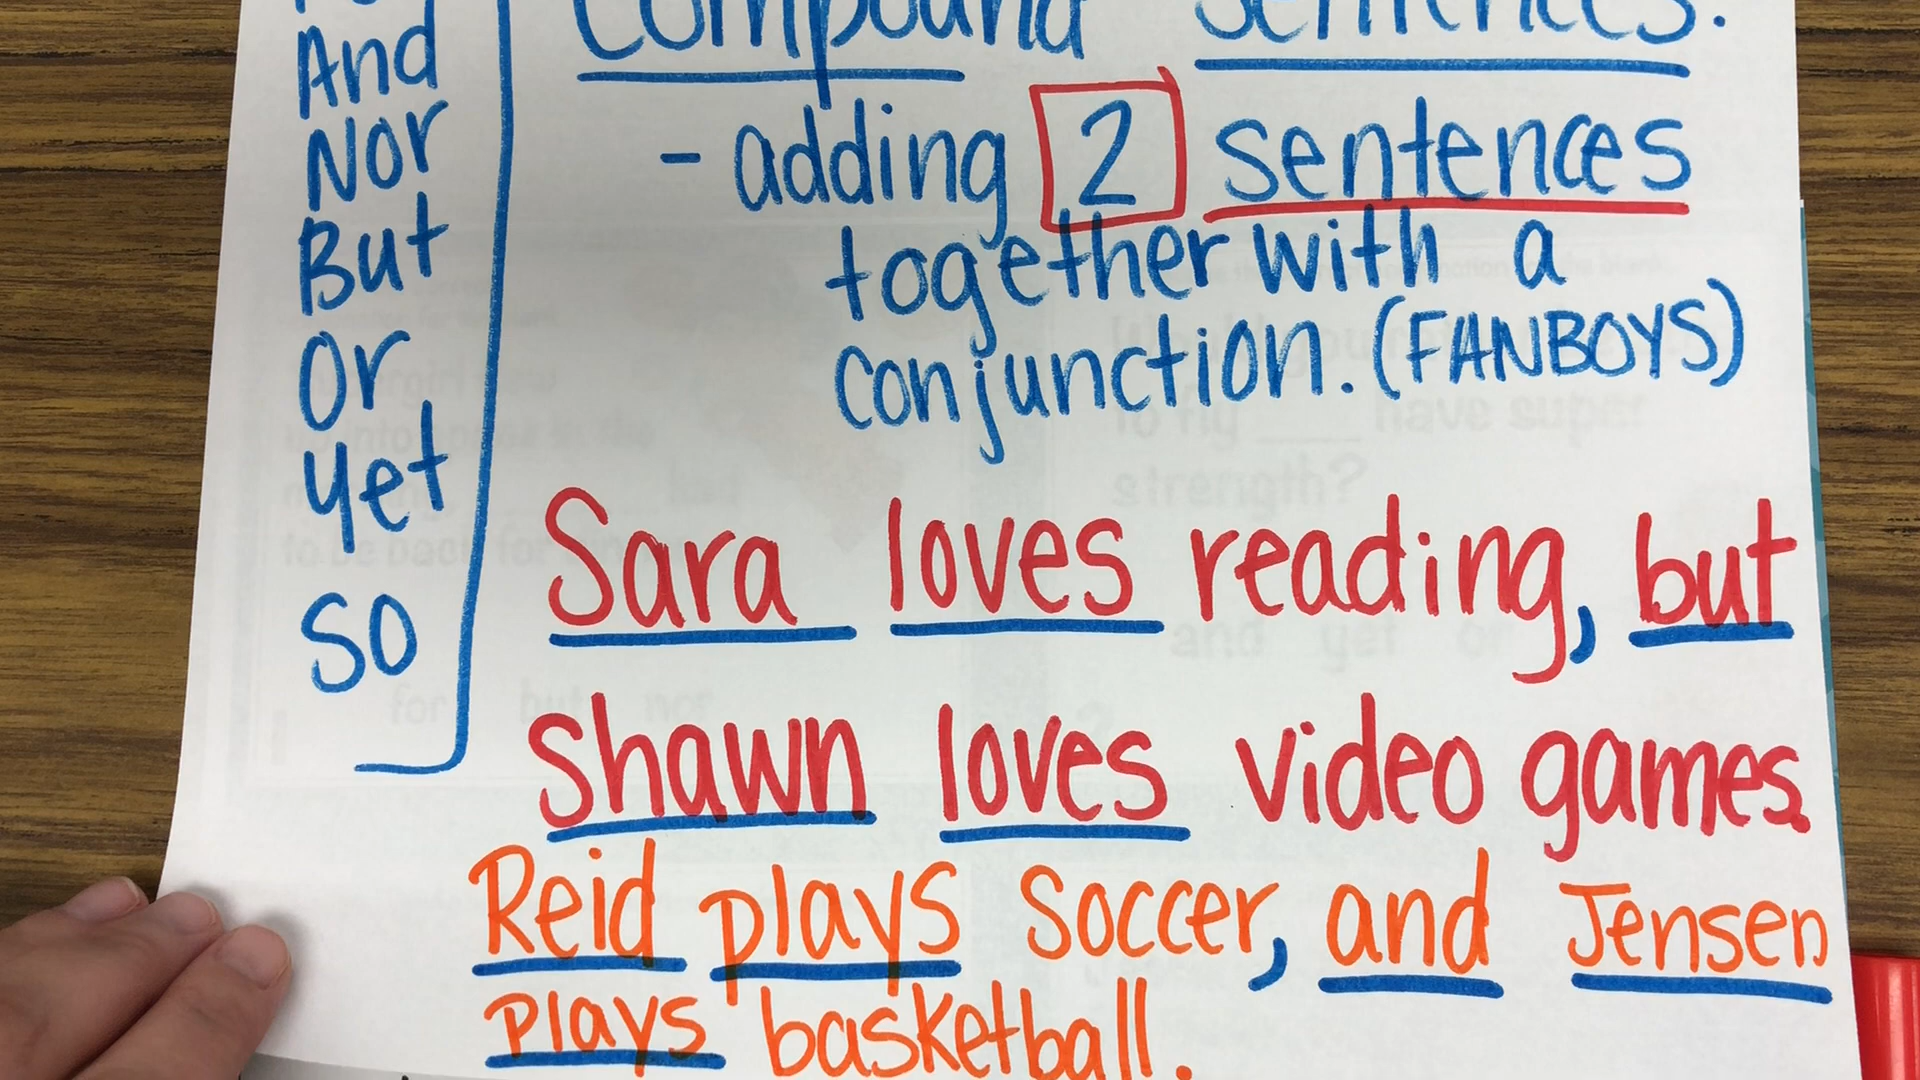 And
Nor
But
Or
Yet
So
Compound Sentences:
- adding 2 sentences
together with a
conjunction. (FANBOYS)
Sara loves reading, but
Shawn loves video games.
Reid plays Soccer, and Jensen
plays basketball.